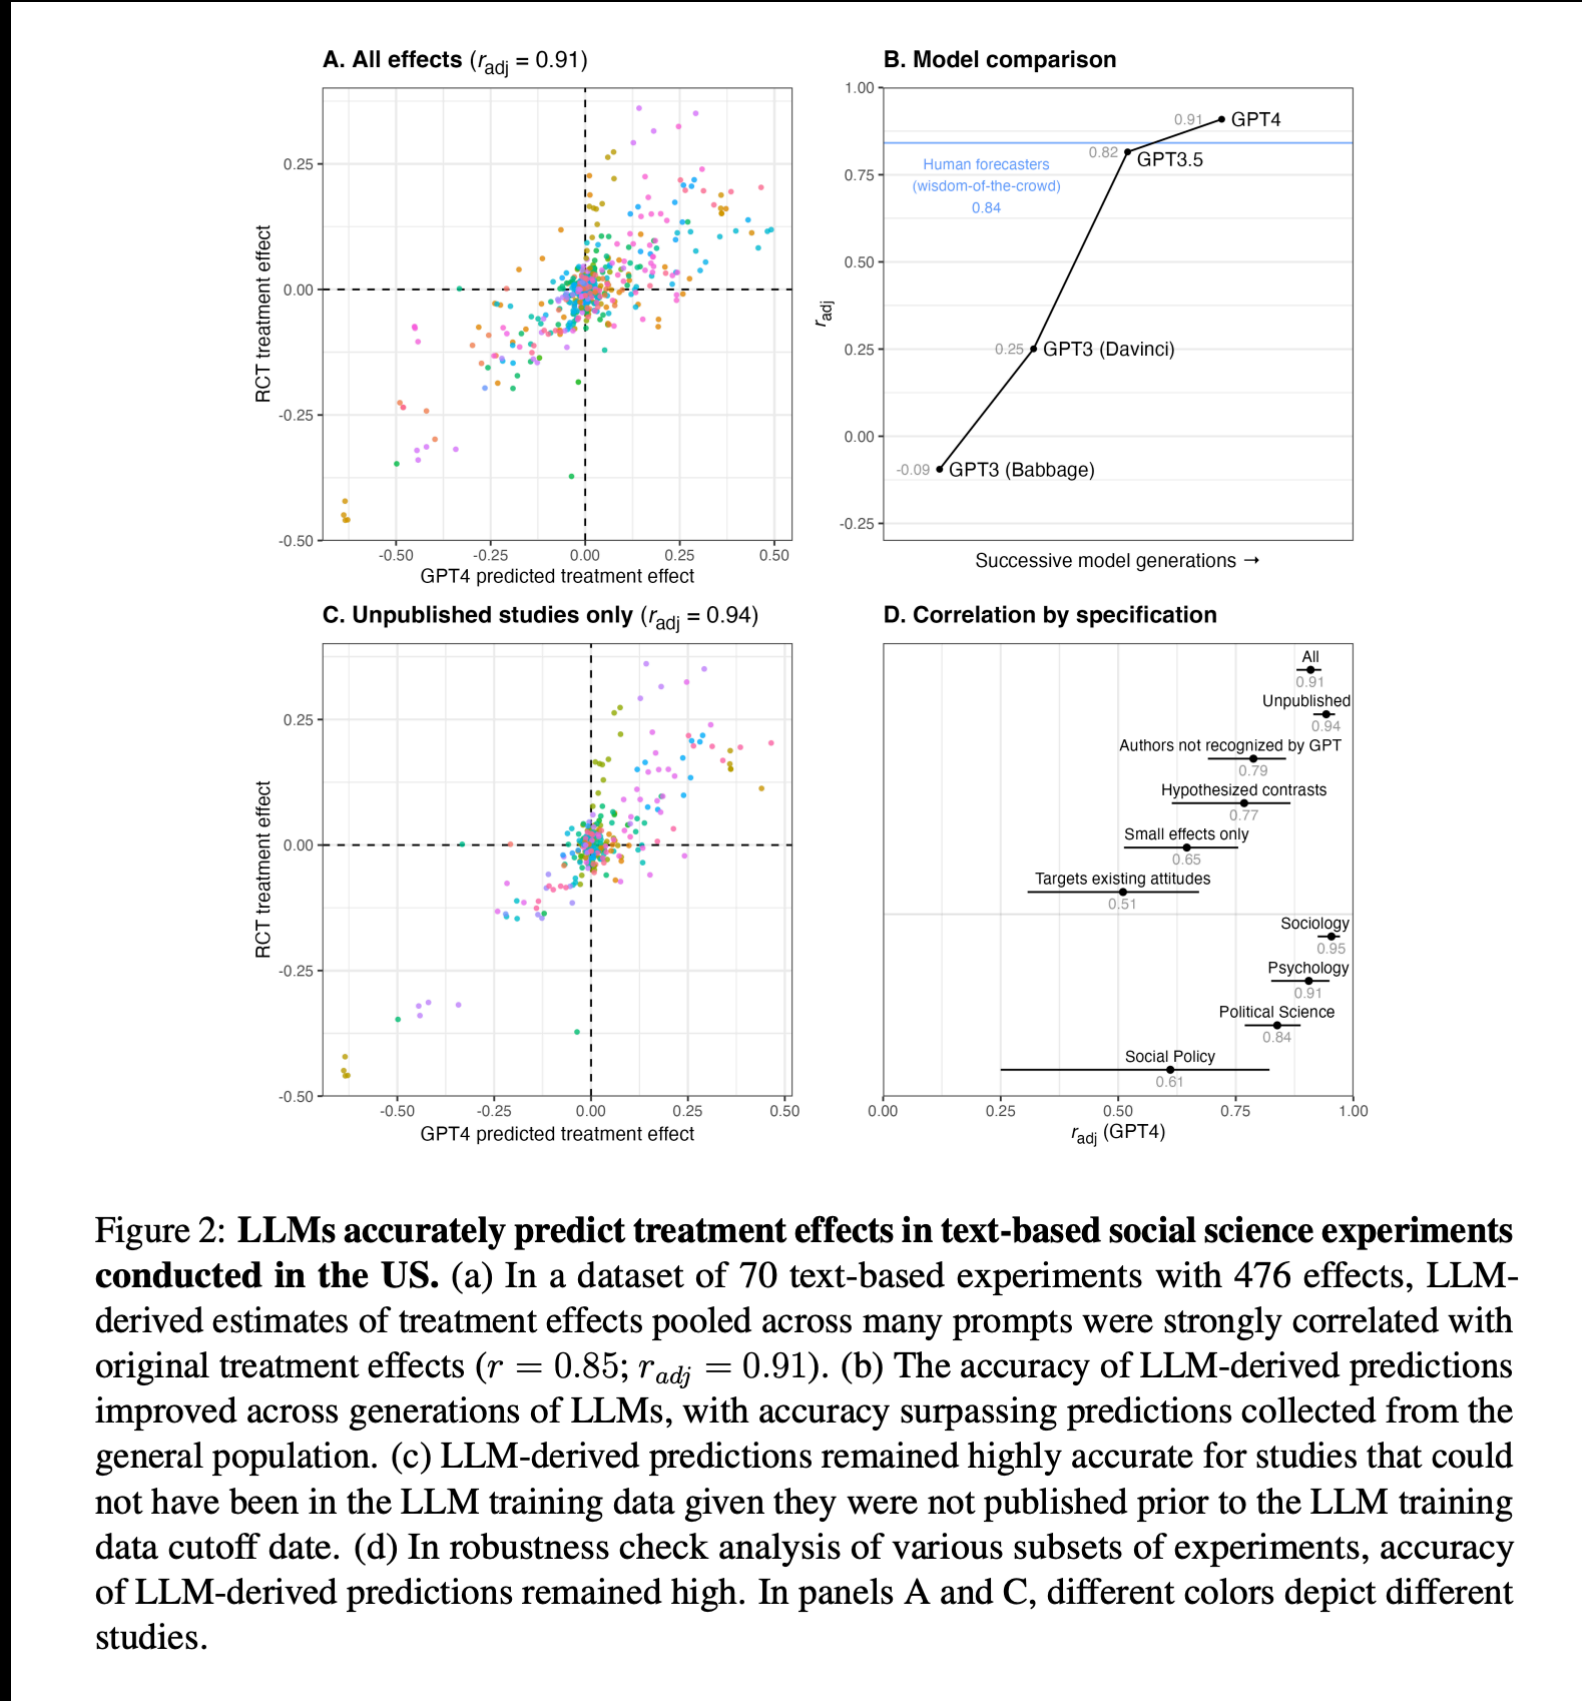 A. All effects (r_adj = 0.91)
0.25
0.00
-0.25
-0.50
RCT treatment effect
-0.50 -0.25 0.00 0.25 0.50
GPT4 predicted treatment effect
B. Model comparison
1.00
0.75
0.50
0.25
0.00
-0.25
r_adj
0.91 GPT4
0.82 GPT3.5
Human forecasters
(wisdom-of-the-crowd)
0.84
0.25 GPT3 (Davinci)
-0.09 GPT3 (Babbage)
Successive model generations →
C. Unpublished studies only (r_adj = 0.94)
0.25
0.00
-0.25
-0.50
RCT treatment effect
-0.50 -0.25 0.00 0.25 0.50
GPT4 predicted treatment effect
D. Correlation by specification
All
0.91
Unpublished
0.94
Authors not recognized by GPT
0.79
Hypothesized contrasts
0.77
Small effects only
0.65
Targets existing attitudes
0.51
Sociology
0.95
Psychology
0.91
Political Science
0.84
Social Policy
0.61
0.00 0.25 0.50 0.75 1.00
r_adj (GPT4)
Figure 2: LLMs accurately predict treatment effects in text-based social science experiments
conducted in the US. (a) In a dataset of 70 text-based experiments with 476 effects, LLM-
derived estimates of treatment effects pooled across many prompts were strongly correlated with
original treatment effects (r = 0.85; r_adj = 0.91). (b) The accuracy of LLM-derived predictions
improved across generations of LLMs, with accuracy surpassing predictions collected from the
general population. (c) LLM-derived predictions remained highly accurate for studies that could
not have been in the LLM training data given they were not published prior to the LLM training
data cutoff date. (d) In robustness check analysis of various subsets of experiments, accuracy
of LLM-derived predictions remained high. In panels A and C, different colors depict different
studies.